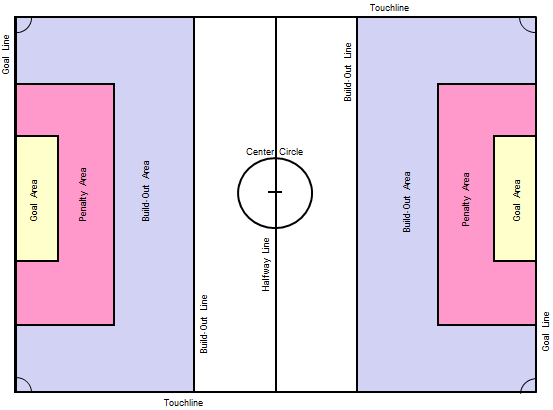 Touchline
Goal Line
Build-Out Line
Center Circle
Goal Area
Penalty Area
Build-Out Area
Build-Out Area
Penalty Area
Goal Area
Halfway Line
Build-Out Line
Goal Line
Touchline